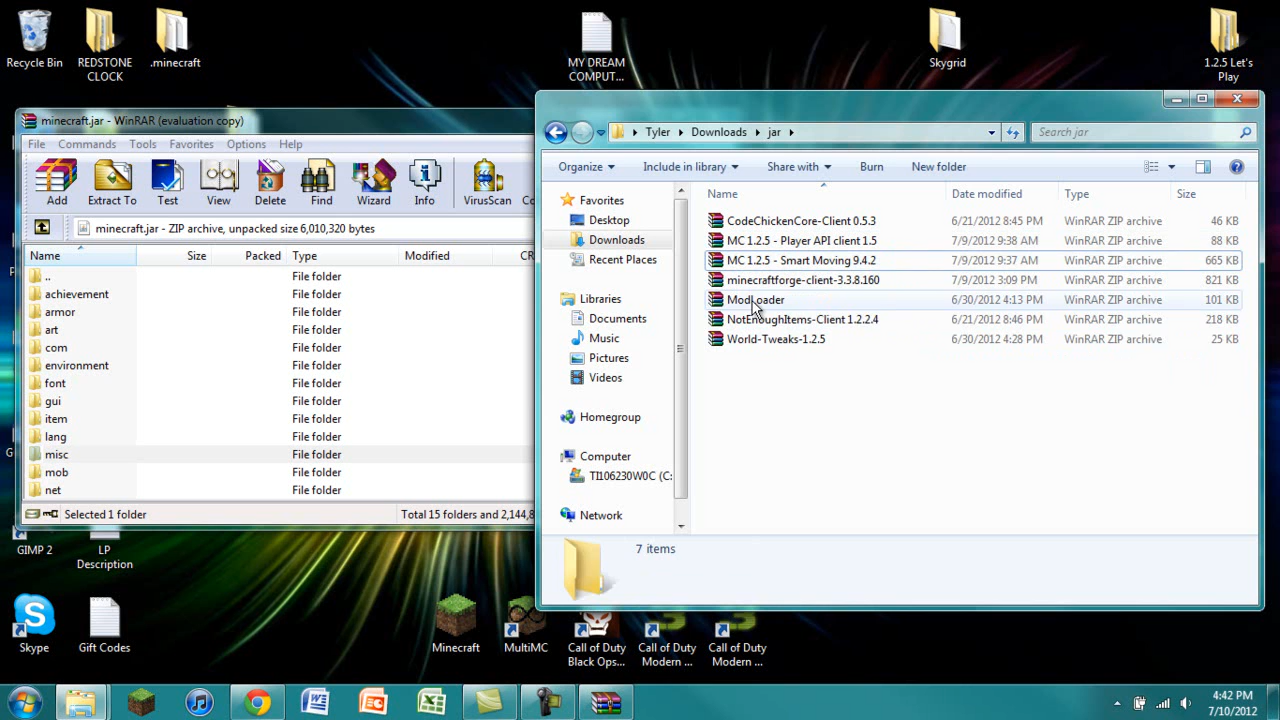 Recycle Bin
REDSTONE
CLOCK
.minecraft
MY DREAM
COMPUT...
Skygrid
1.2.5 Let's
Play
minecraft.jar - WinRAR (evaluation copy)
File Commands Tools Favorites Options Help
Add Extract To Test View Delete Find Wizard Info VirusScan
minecraft.jar - ZIP archive, unpacked size 6,010,320 bytes
Name Size Packed Type Modified CR
.. File folder
achievement File folder
armor File folder
art File folder
com File folder
environment File folder
font File folder
gui File folder
item File folder
lang File folder
misc File folder
mob File folder
net File folder
Selected 1 folder Total 15 folders and 2,144,8
Tyler Downloads jar
Search jar
Organize Include in library Share with Burn New folder
Favorites
Desktop
Downloads
Recent Places
Libraries
Documents
Music
Pictures
Videos
Homegroup
Computer
TI106230W0C (C:
Network
Name Date modified Type Size
CodeChickenCore-Client 0.5.3 6/21/2012 8:45 PM WinRAR ZIP archive 46 KB
MC 1.2.5 - Player API client 1.5 7/9/2012 9:38 AM WinRAR ZIP archive 88 KB
MC 1.2.5 - Smart Moving 9.4.2 7/9/2012 9:37 AM WinRAR ZIP archive 665 KB
minecraftforge-client-3.3.8.160 7/9/2012 3:09 PM WinRAR ZIP archive 821 KB
ModLoader 6/30/2012 4:13 PM WinRAR ZIP archive 101 KB
NotEnoughItems-Client 1.2.2.4 6/21/2012 8:46 PM WinRAR ZIP archive 218 KB
World-Tweaks-1.2.5 6/30/2012 4:28 PM WinRAR ZIP archive 25 KB
7 items
GIMP 2
LP
Description
Skype
Gift Codes
Minecraft
MultiMC
Call of Duty
Black Ops...
Call of Duty
Modern ...
Call of Duty
Modern ...
4:42 PM
7/10/2012